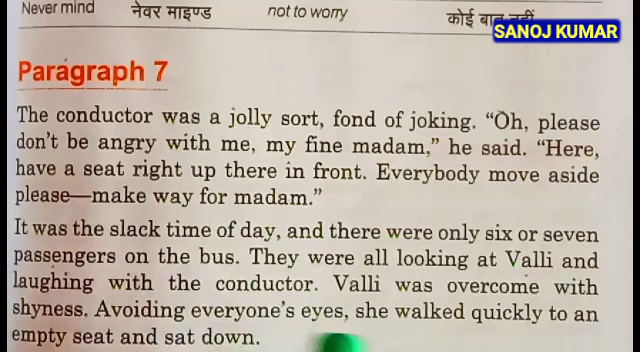 Never mind नेवर माइण्ड not to worry कोई बात नहीं
SANOJ KUMAR
Paragraph 7
The conductor was a jolly sort, fond of joking. “Oh, please
don’t be angry with me, my fine madam,” he said. “Here,
have a seat right up there in front. Everybody move aside
please—make way for madam.”
It was the slack time of day, and there were only six or seven
passengers on the bus. They were all looking at Valli and
laughing with the conductor. Valli was overcome with
shyness. Avoiding everyone’s eyes, she walked quickly to an
empty seat and sat down.